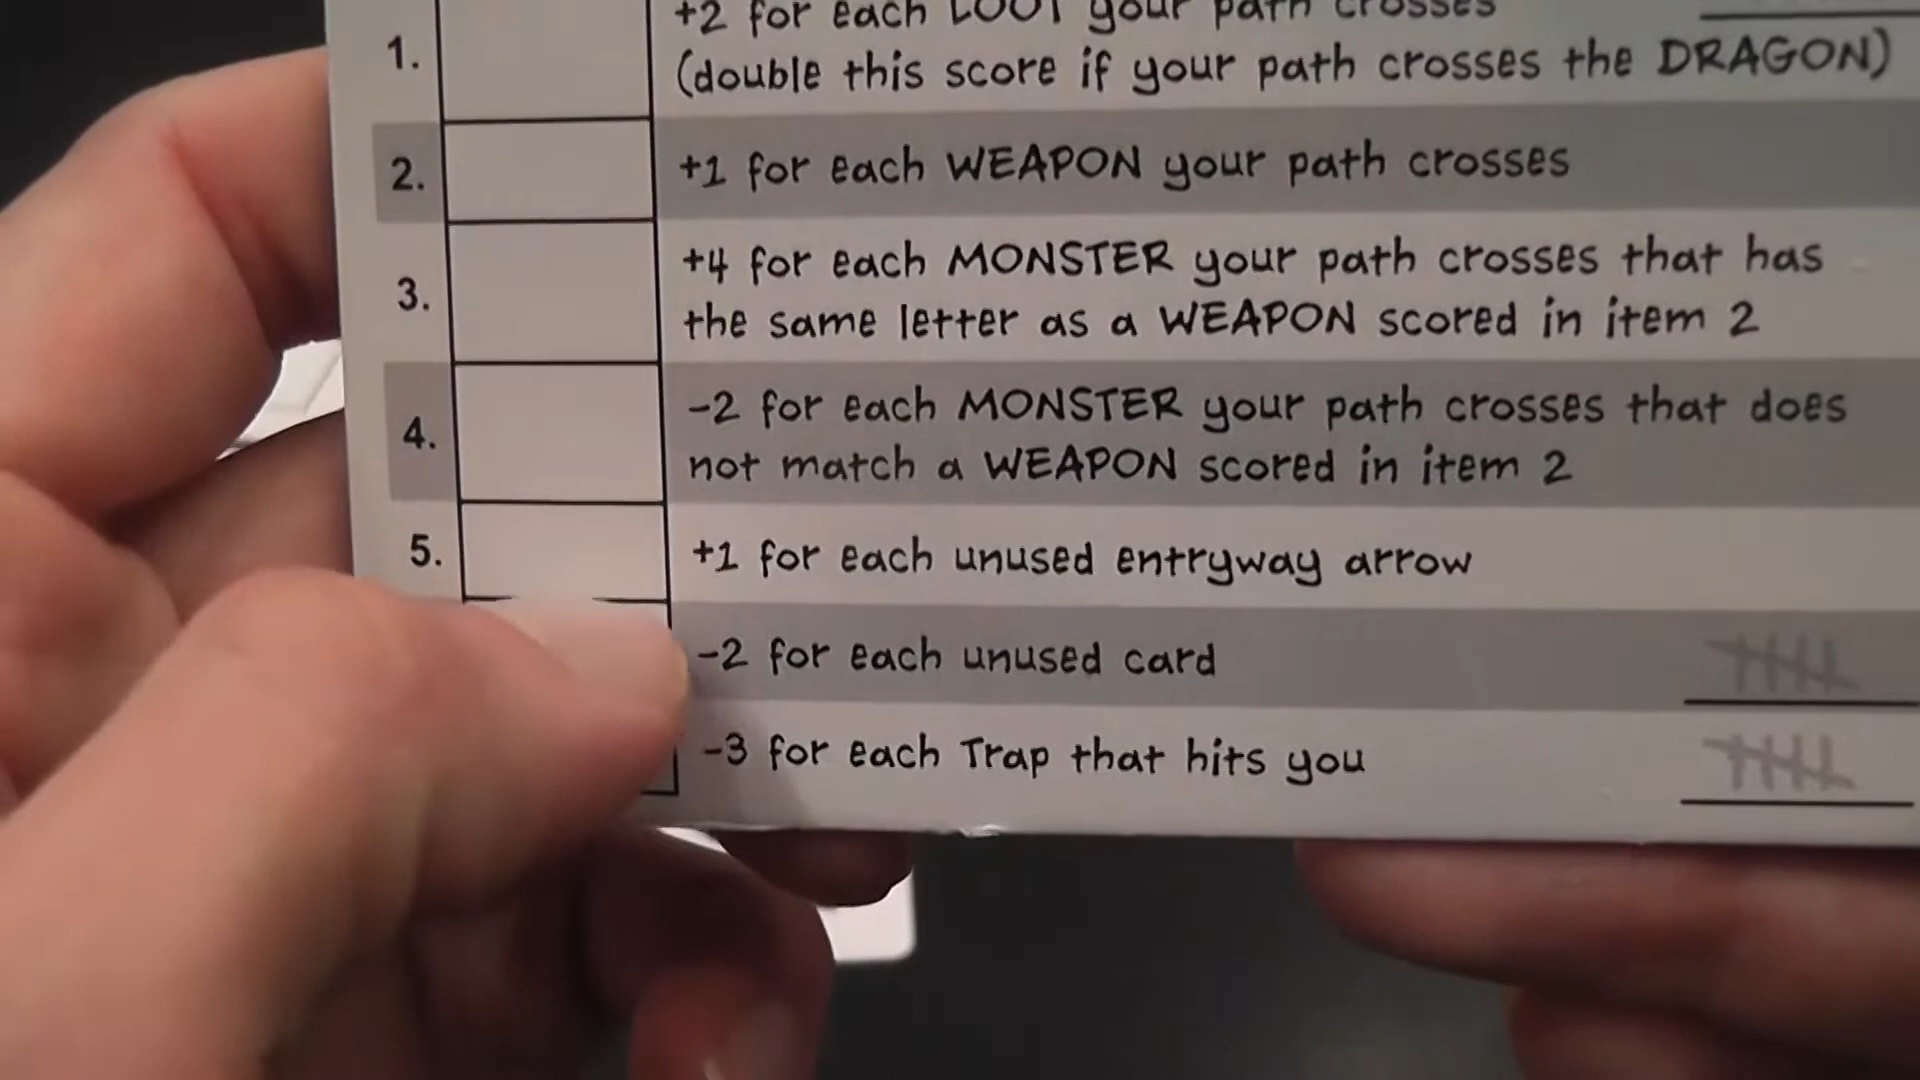 1. +2 for each LOOT your path crosses
(double this score if your path crosses the DRAGON)
2. +1 for each WEAPON your path crosses
3. +4 for each MONSTER your path crosses that has
the same letter as a WEAPON scored in item 2
4. -2 for each MONSTER your path crosses that does
not match a WEAPON scored in item 2
5. +1 for each unused entryway arrow
-2 for each unused card
-3 for each Trap that hits you